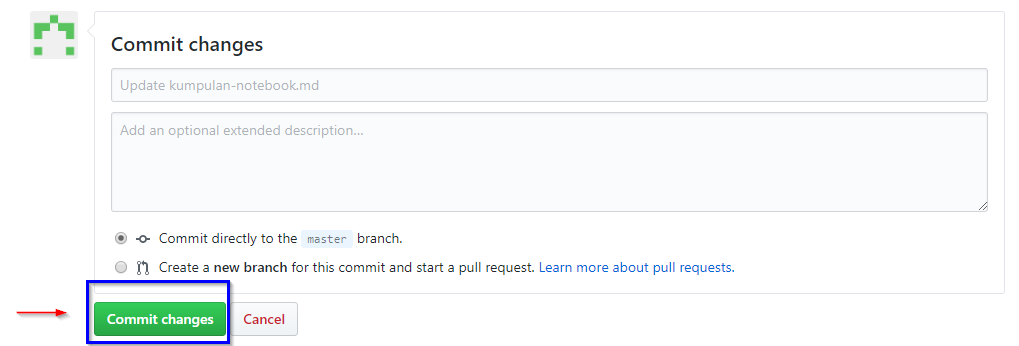 Commit changes
Update kumpulan-notebook.md
Add an optional extended description...
Commit directly to the master branch.
Create a new branch for this commit and start a pull request. Learn more about pull requests.
Commit changes Cancel